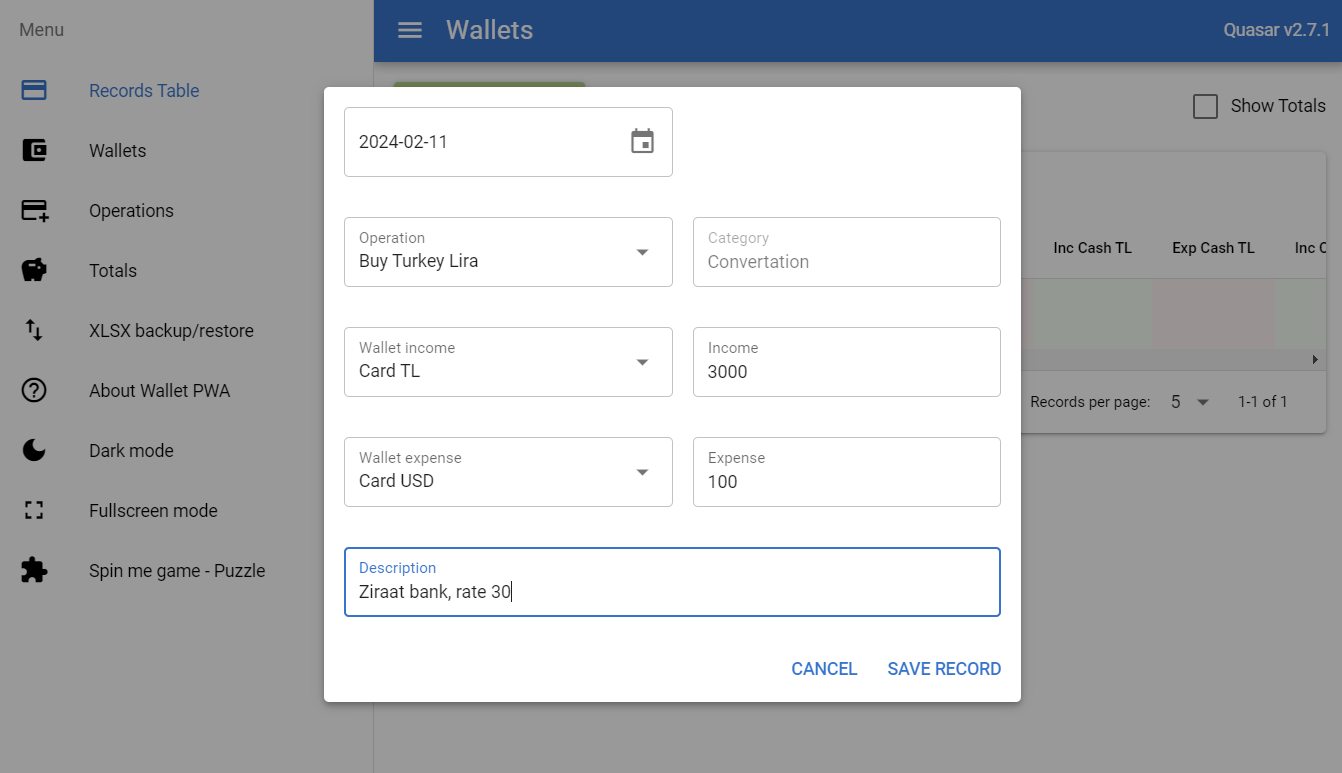 Menu
Records Table
Wallets
Operations
Totals
XLSX backup/restore
About Wallet PWA
Dark mode
Fullscreen mode
Spin me game - Puzzle
Wallets
Quasar v2.7.1
Show Totals
Inc Cash TL Exp Cash TL Inc C
Records per page: 5 1-1 of 1
2024-02-11
Operation
Buy Turkey Lira
Category
Convertation
Wallet income
Card TL
Income
3000
Wallet expense
Card USD
Expense
100
Description
Ziraat bank, rate 30
CANCEL SAVE RECORD